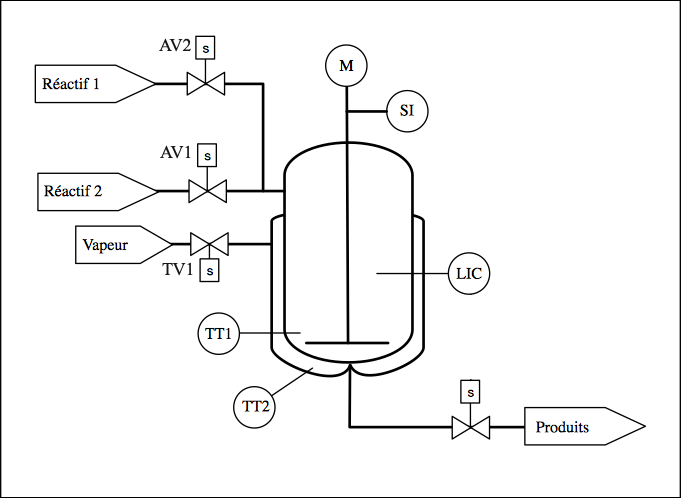 AV2
s
M
Réactif 1
SI
AV1
s
Réactif 2
Vapeur
TV1
s
LIC
TT1
TT2
s
Produits